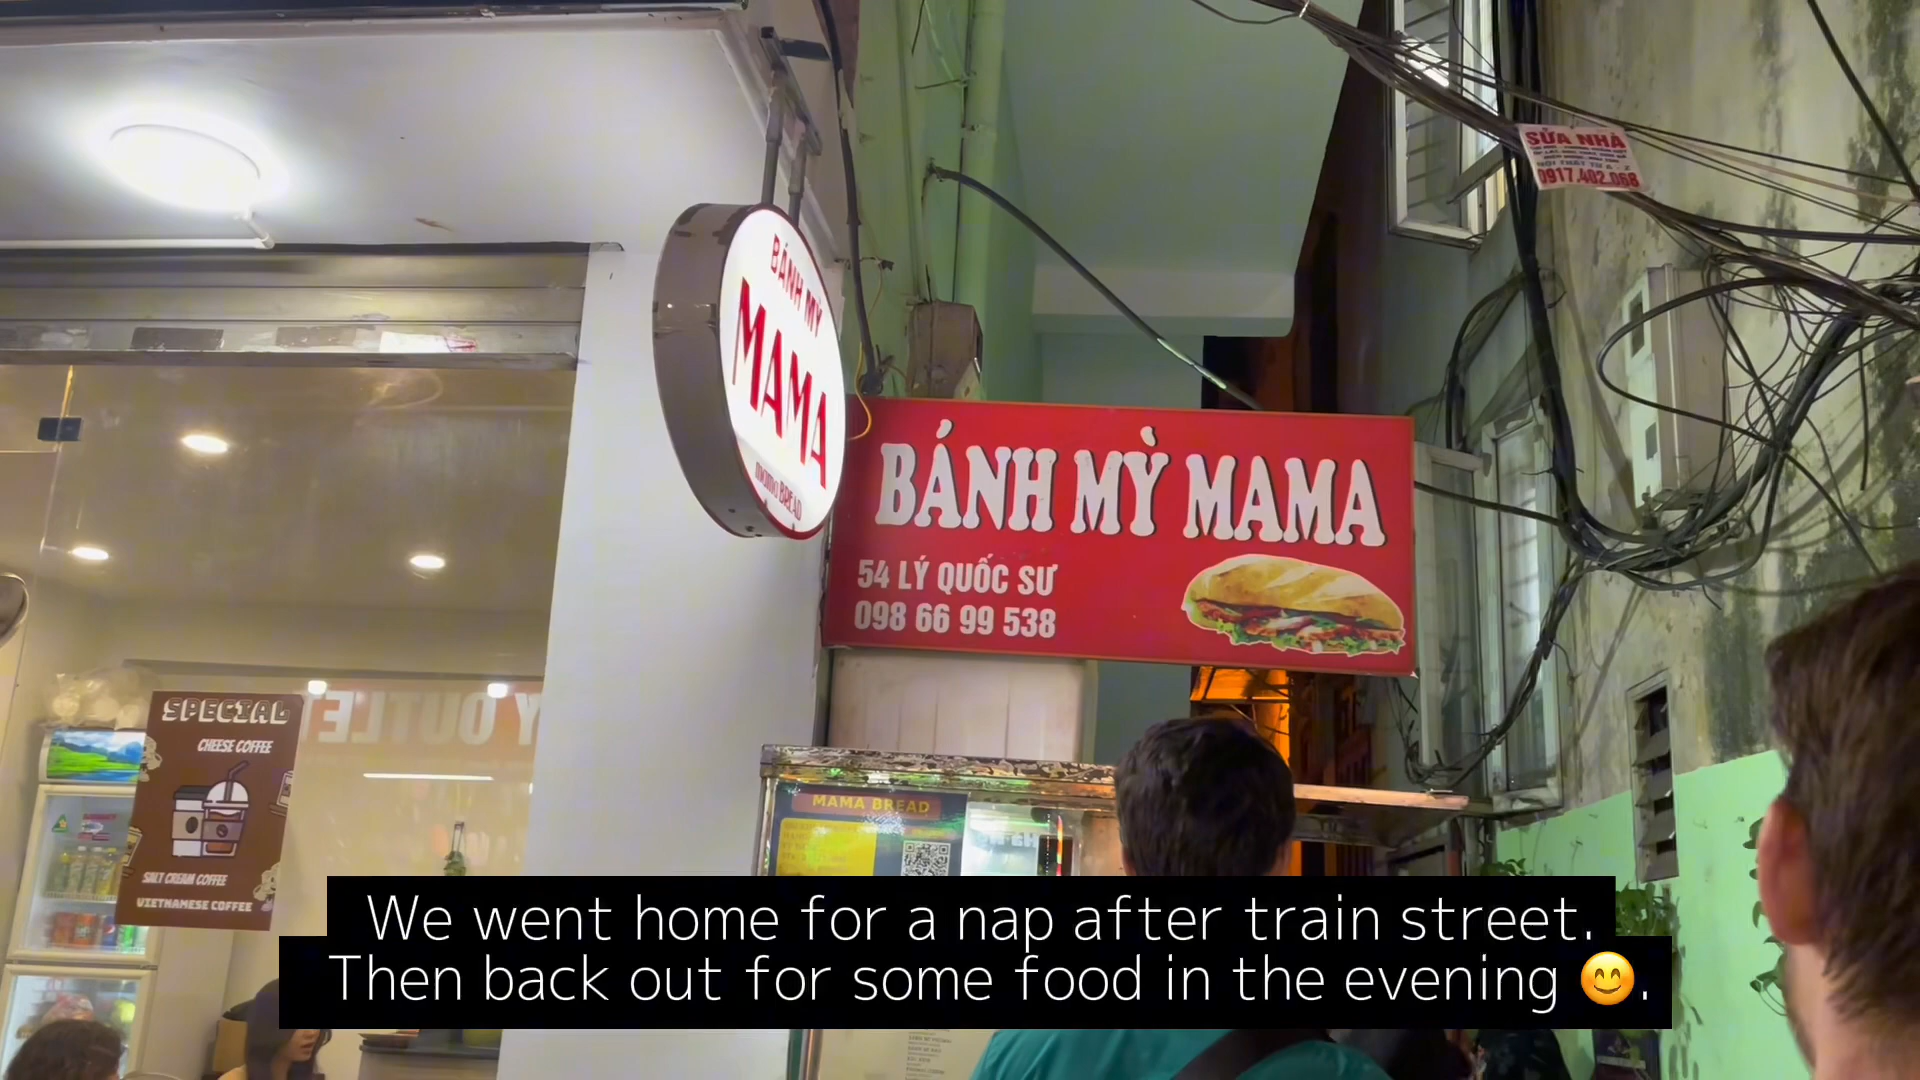 SỬA NHÀ
0917.402.068
BÁNH MỲ
MAMA
BREAD
BÁNH MỲ MAMA
54 LÝ QUỐC SƯ
098 66 99 538
SPECIAL
CHEESE COFFEE
SALT CREAM COFFEE
VIETNAMESE COFFEE
Y OUTLET
MAMA BREAD
We went home for a nap after train street.
Then back out for some food in the evening 😊.